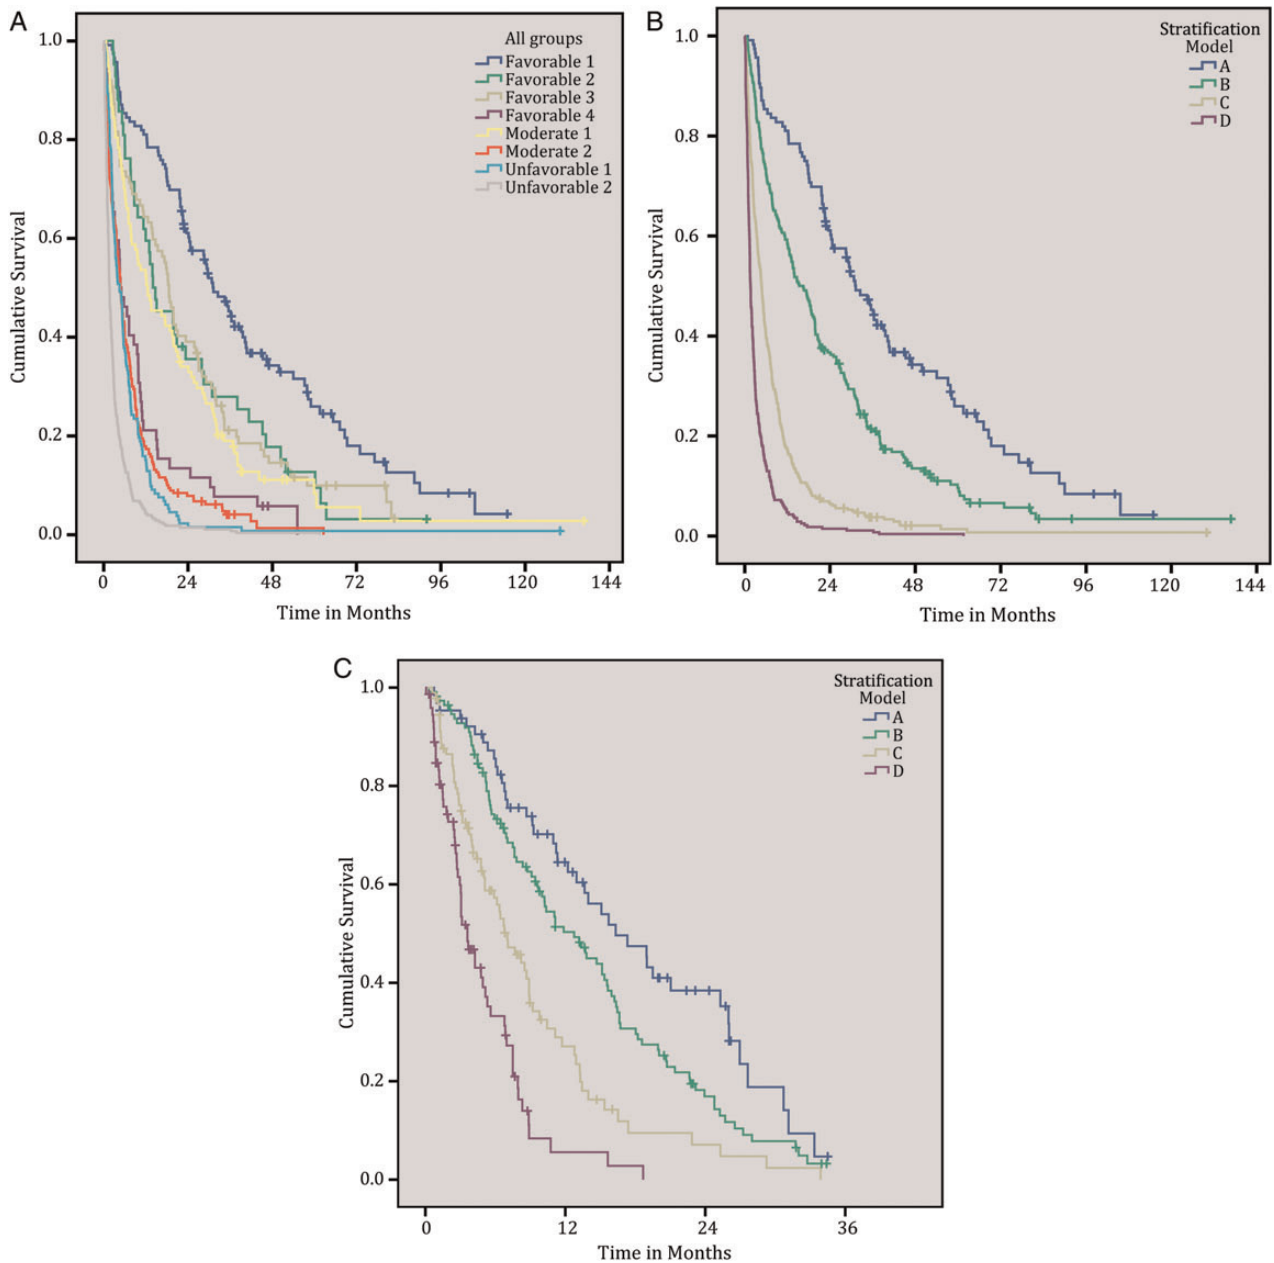 A
All groups
Favorable 1
Favorable 2
Favorable 3
Favorable 4
Moderate 1
Moderate 2
Unfavorable 1
Unfavorable 2
Cumulative Survival
1.0
0.8
0.6
0.4
0.2
0.0
0 24 48 72 96 120 144
Time in Months
B
Stratification
Model
A
B
C
D
Cumulative Survival
1.0
0.8
0.6
0.4
0.2
0.0
0 24 48 72 96 120 144
Time in Months
C
Stratification
Model
A
B
C
D
Cumulative Survival
1.0
0.8
0.6
0.4
0.2
0.0
0 12 24 36
Time in Months